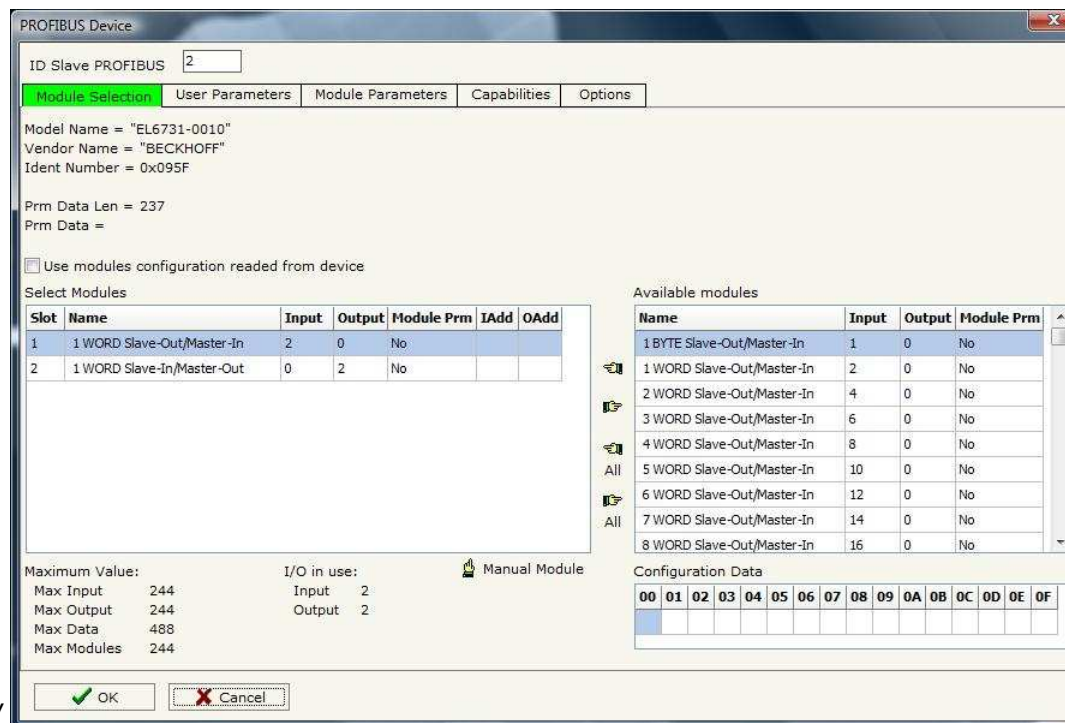 PROFIBUS Device
ID Slave PROFIBUS 2
Module Selection User Parameters Module Parameters Capabilities Options
Model Name = "EL6731-0010"
Vendor Name = "BECKHOFF"
Ident Number = 0x095F
Prm Data Len = 237
Prm Data =
Use modules configuration readed from device
Select Modules
Slot Name Input Output Module Prm IAdd OAdd
1 1 WORD Slave-Out/Master-In 2 0 No
2 1 WORD Slave-In/Master-Out 0 2 No
All
All
Available modules
Name Input Output Module Prm
1 BYTE Slave-Out/Master-In 1 0 No
1 WORD Slave-Out/Master-In 2 0 No
2 WORD Slave-Out/Master-In 4 0 No
3 WORD Slave-Out/Master-In 6 0 No
4 WORD Slave-Out/Master-In 8 0 No
5 WORD Slave-Out/Master-In 10 0 No
6 WORD Slave-Out/Master-In 12 0 No
7 WORD Slave-Out/Master-In 14 0 No
8 WORD Slave-Out/Master-In 16 0 No
Maximum Value:
Max Input 244
Max Output 244
Max Data 488
Max Modules 244
I/O in use:
Input 2
Output 2
Manual Module
Configuration Data
00 01 02 03 04 05 06 07 08 09 0A 0B 0C 0D 0E 0F
OK Cancel